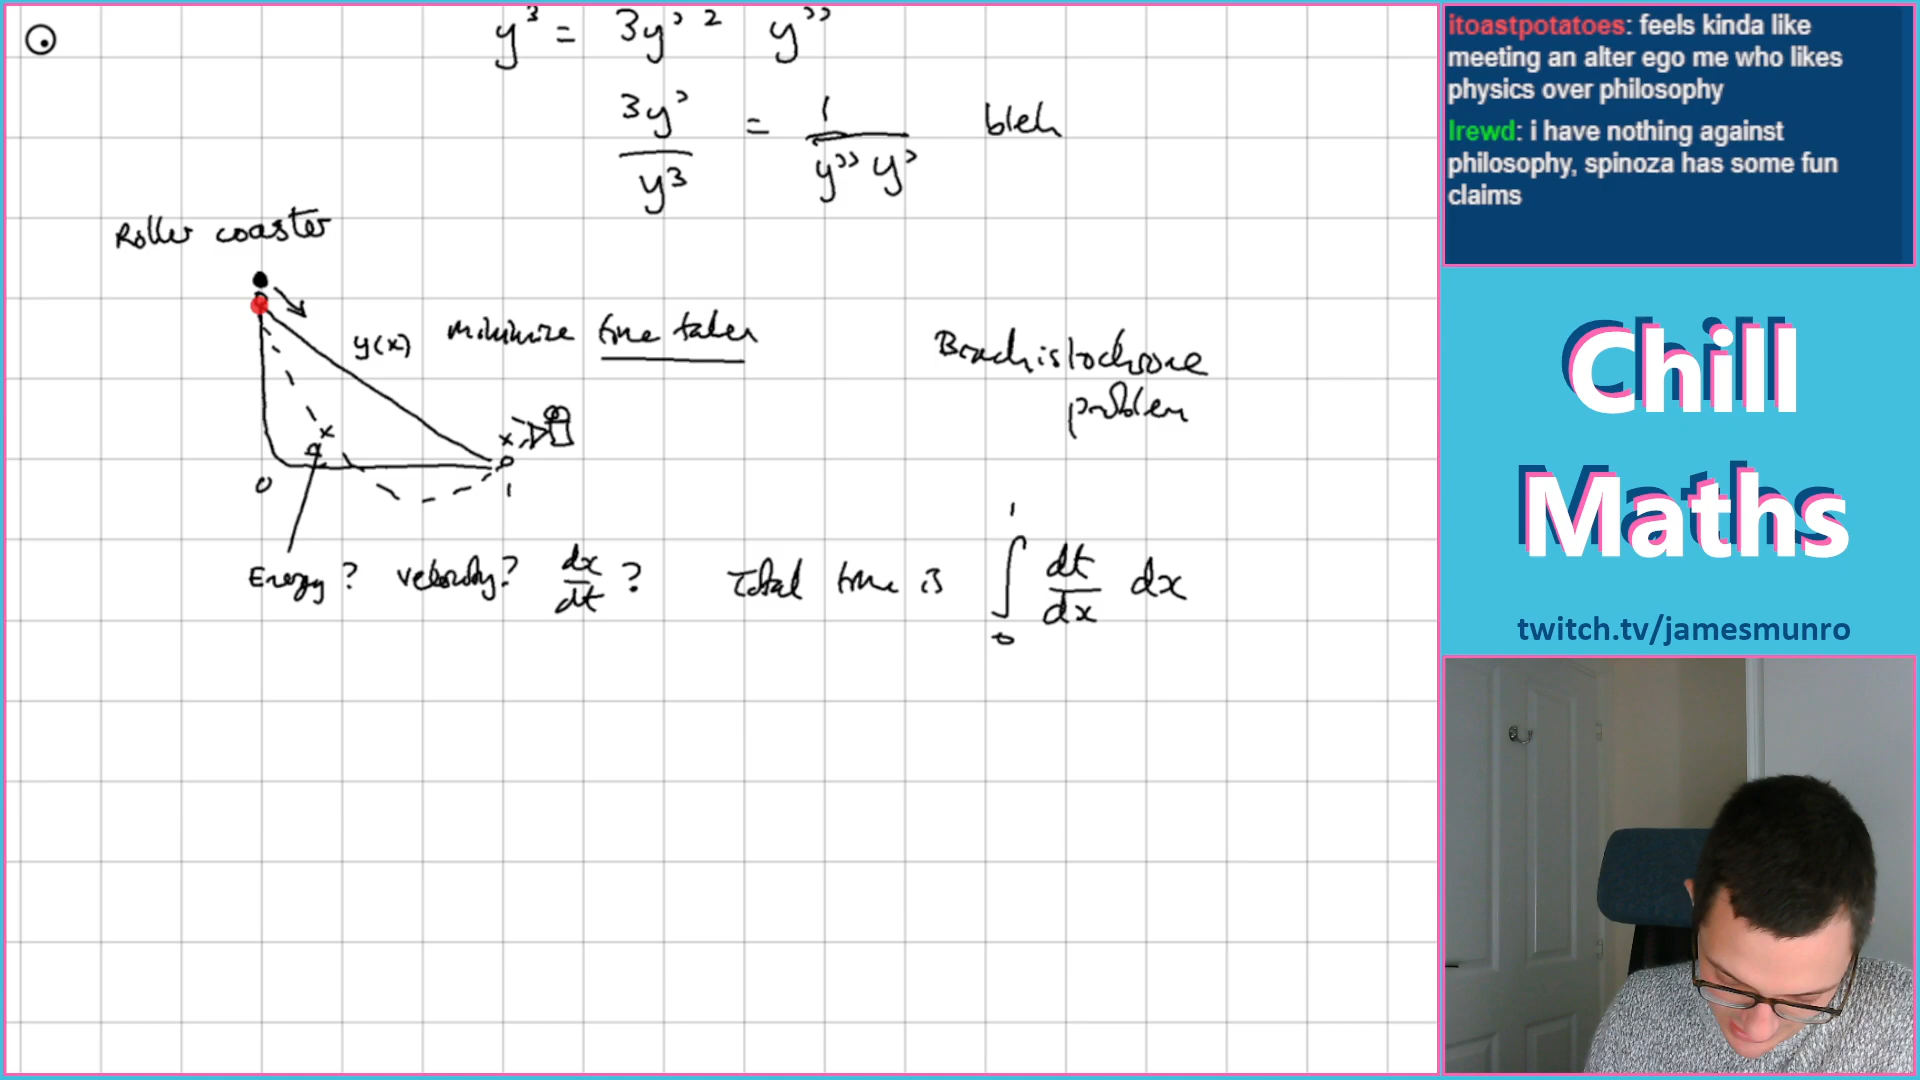 y³ = 3y'² y''
3y' / y³ = 1 / y'' y' bleh
Roller coaster
y(x) minimize time taken
Brachistochrone
problem
x
x
0
1
Energy? velocity? dx/dt ? Total time is ∫₀¹ dt/dx dx
itoastpotatoes: feels kinda like
meeting an alter ego me who likes
physics over philosophy
lrewd: i have nothing against
philosophy, spinoza has some fun
claims
Chill
Maths
twitch.tv/jamesmunro